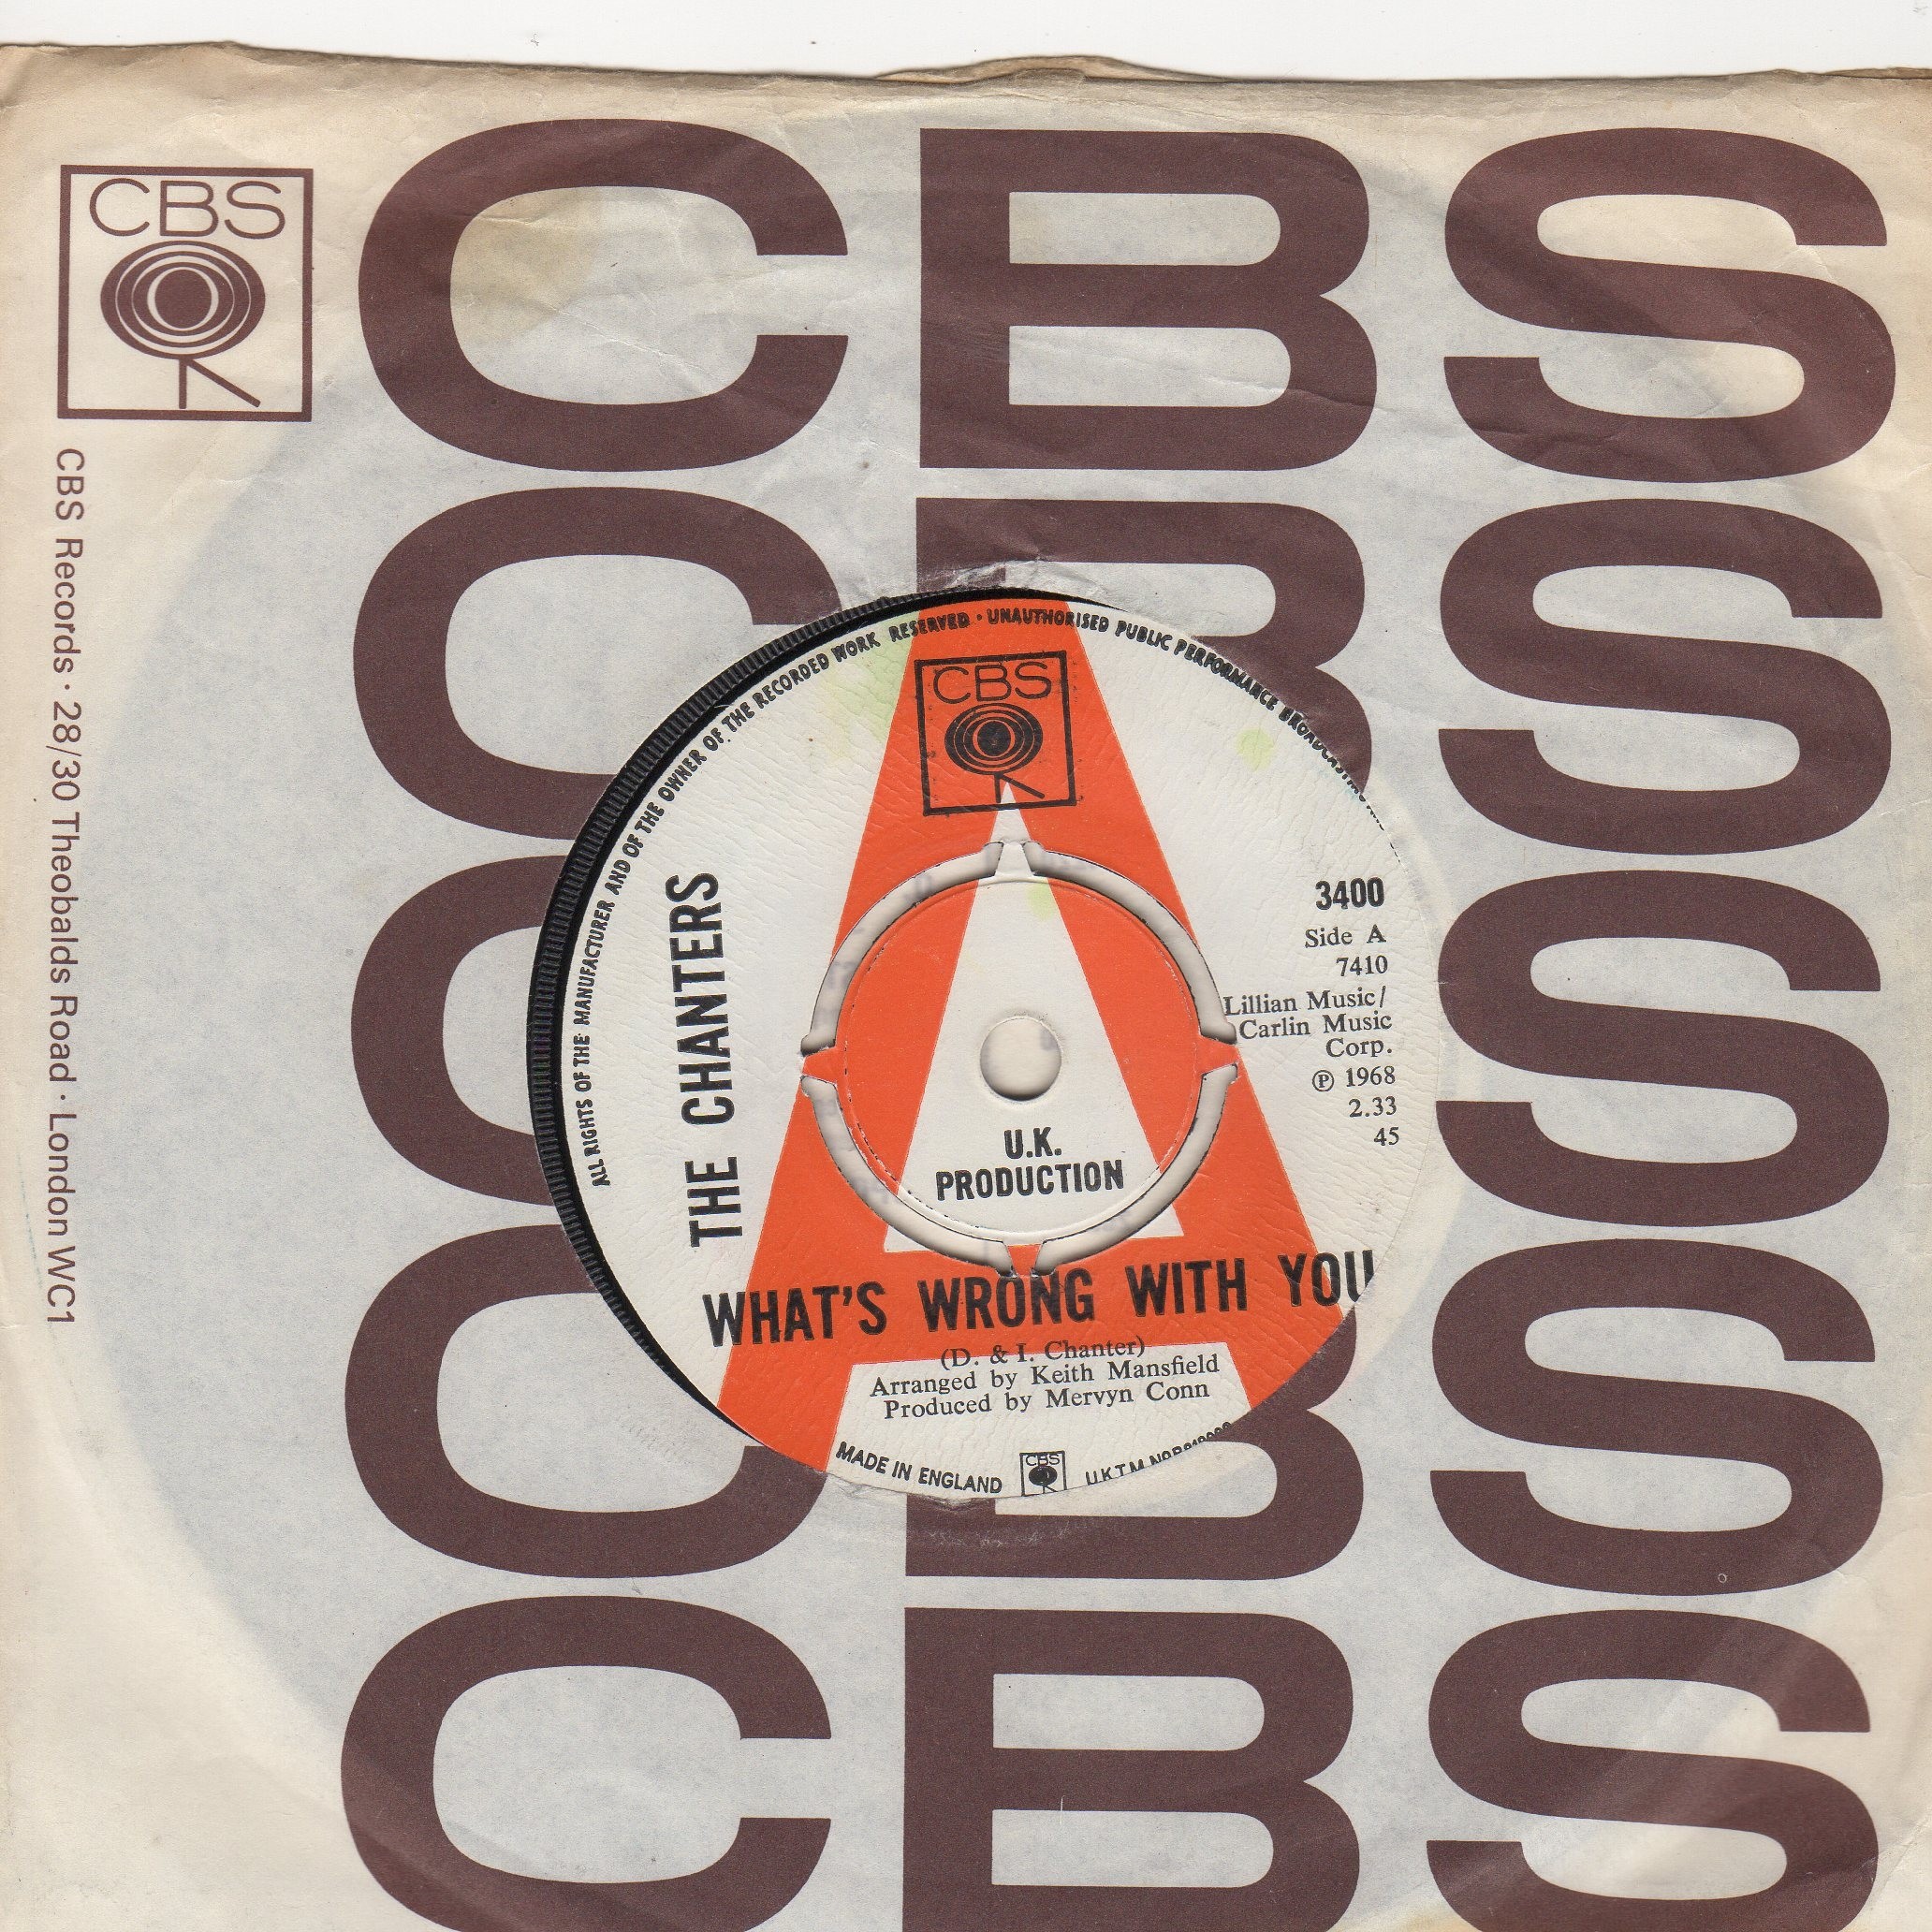 CBS
CBS
CBS
CBS
CBS
CBS
CBS Records · 28/30 Theobalds Road · London WC1
ALL RIGHTS OF THE MANUFACTURER AND OF THE OWNER OF THE RECORDED WORK RESERVED · UNAUTHORISED PUBLIC PERFORMANCE BROADCASTING
CBS
THE CHANTERS
3400
Side A
7410
Lillian Music/
Carlin Music
Corp.
℗ 1968
2.33
45
U.K.
PRODUCTION
WHAT'S WRONG WITH YOU
(D. & I. Chanter)
Arranged by Keith Mansfield
Produced by Mervyn Conn
MADE IN ENGLAND
CBS
U.K.T.M.